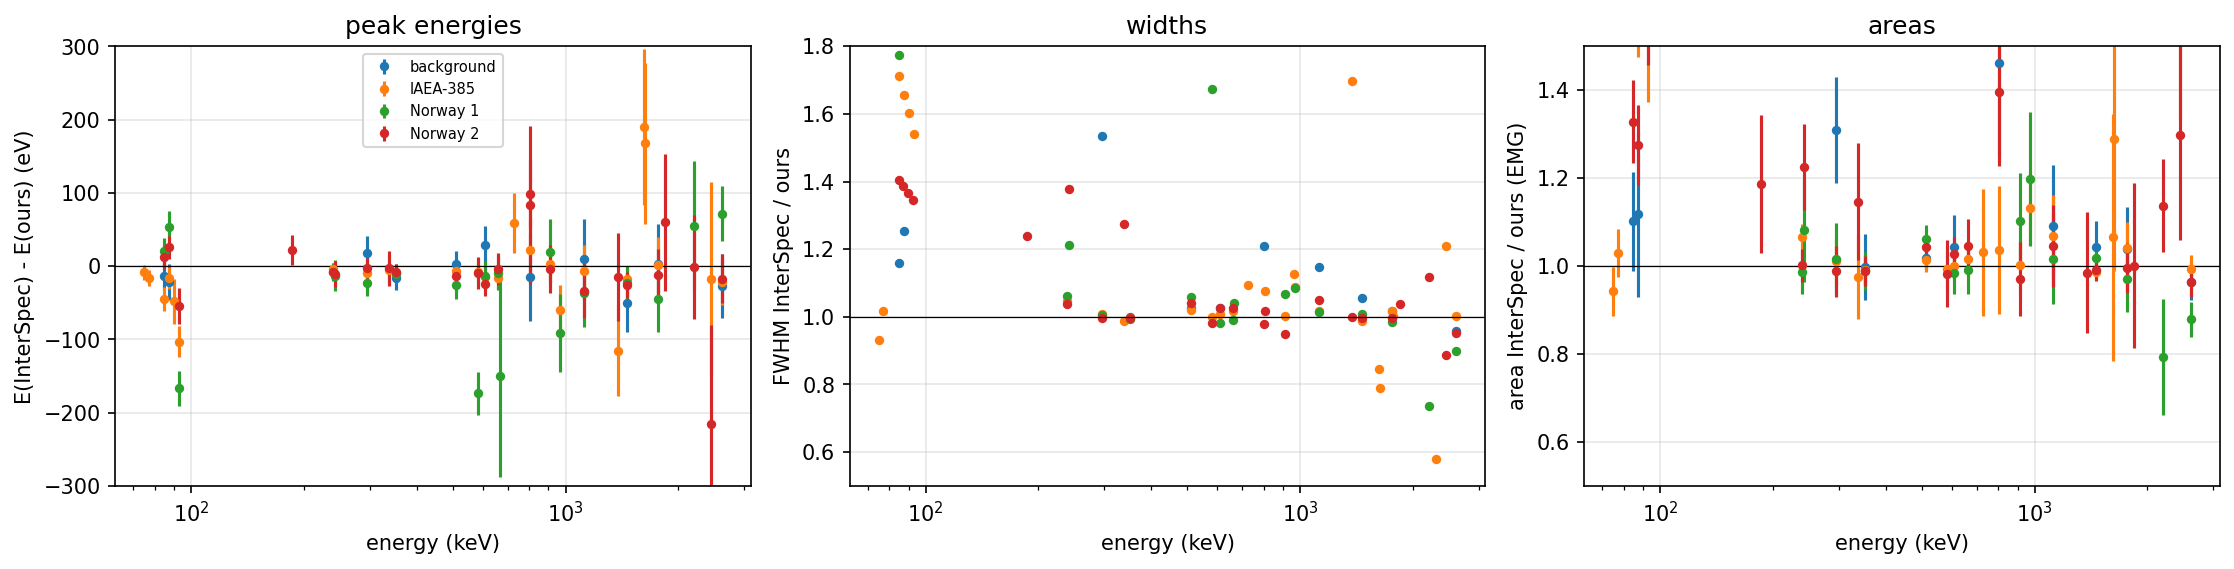 peak energies
E(InterSpec) - E(ours) (eV)
300
200
100
0
−100
−200
−300
background
IAEA-385
Norway 1
Norway 2
10²
10³
energy (keV)
widths
FWHM InterSpec / ours
1.8
1.6
1.4
1.2
1.0
0.8
0.6
10²
10³
energy (keV)
areas
area InterSpec / ours (EMG)
1.4
1.2
1.0
0.8
0.6
10²
10³
energy (keV)